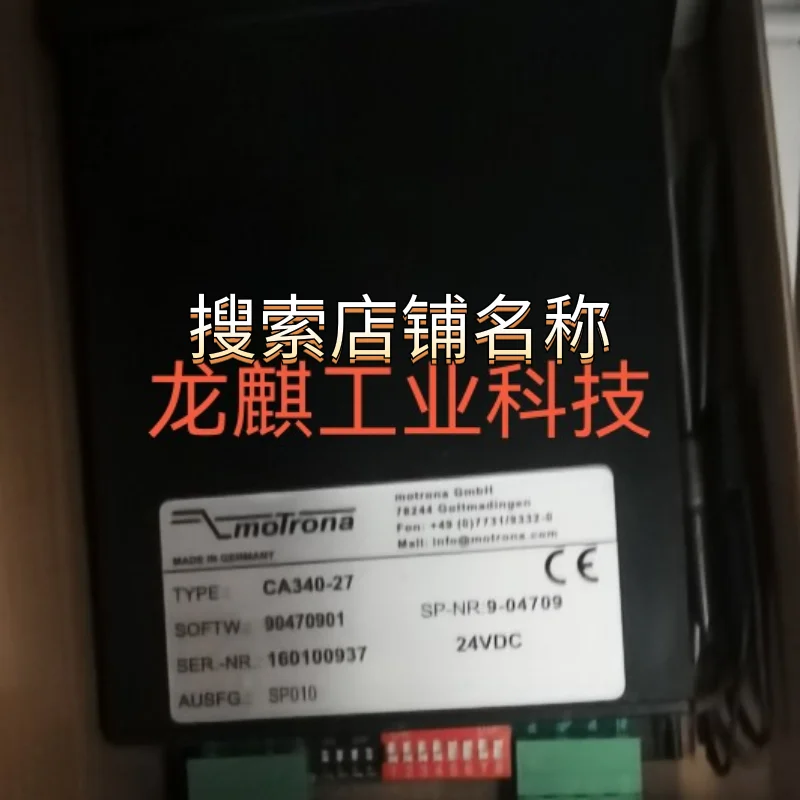 搜索店铺名称
龙麒工业科技
motrona
motrona GmbH
78244 Gottmadingen
Fon: +49 (0)7731/9332-0
Mail: info@motrona.com
MADE IN GERMANY
CE
TYPE: CA340-27
SP-NR.9-04709
SOFTW.: 90470901
24VDC
SER.-NR.: 160100937
AUSFG.: SP010